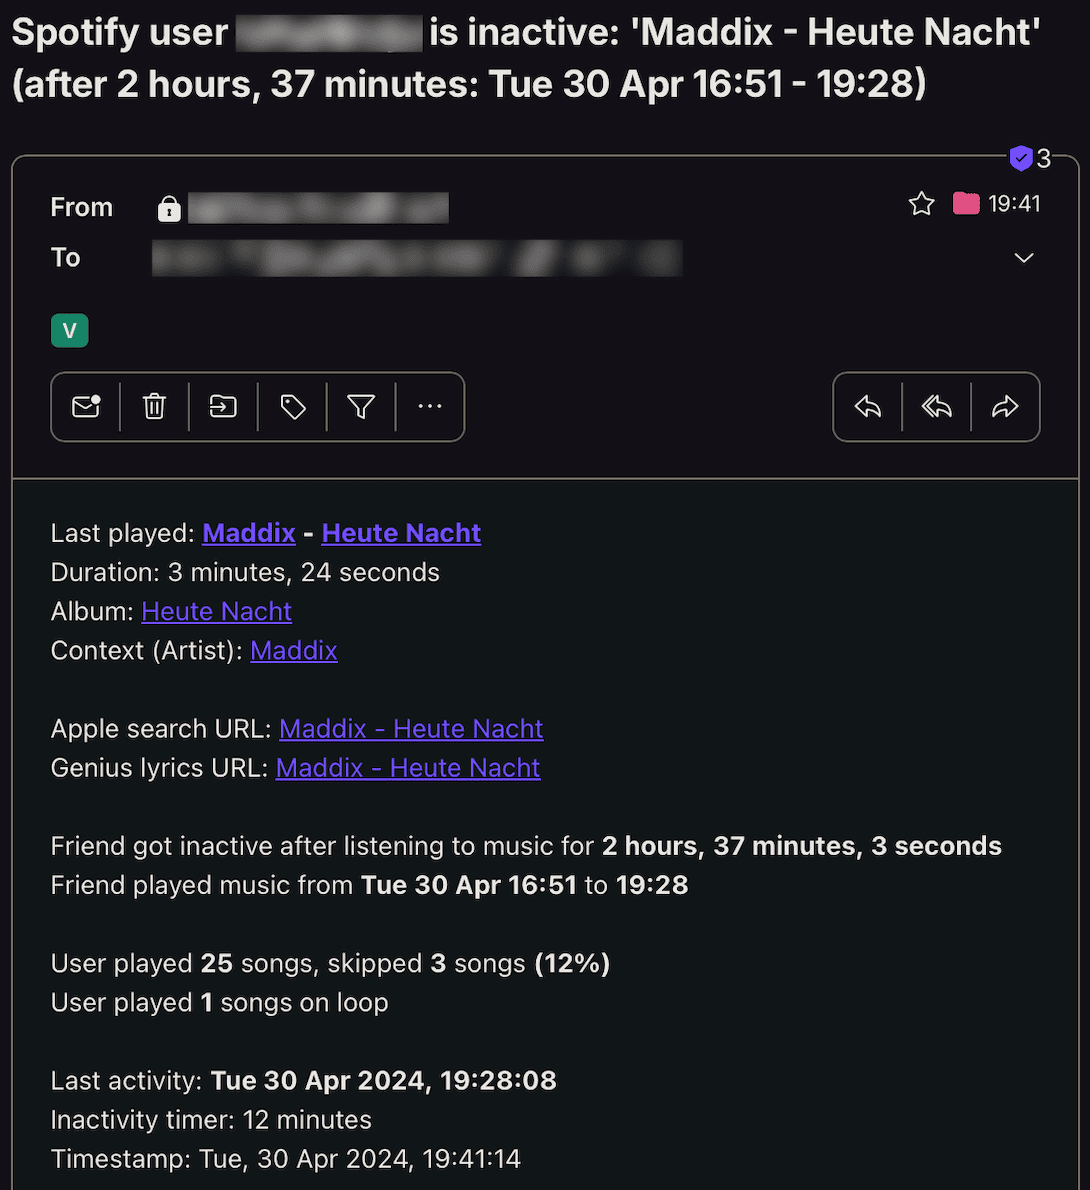 Spotify user is inactive: 'Maddix - Heute Nacht'
(after 2 hours, 37 minutes: Tue 30 Apr 16:51 - 19:28)
3
From
19:41
To
V
Last played: Maddix - Heute Nacht
Duration: 3 minutes, 24 seconds
Album: Heute Nacht
Context (Artist): Maddix
Apple search URL: Maddix - Heute Nacht
Genius lyrics URL: Maddix - Heute Nacht
Friend got inactive after listening to music for 2 hours, 37 minutes, 3 seconds
Friend played music from Tue 30 Apr 16:51 to 19:28
User played 25 songs, skipped 3 songs (12%)
User played 1 songs on loop
Last activity: Tue 30 Apr 2024, 19:28:08
Inactivity timer: 12 minutes
Timestamp: Tue, 30 Apr 2024, 19:41:14